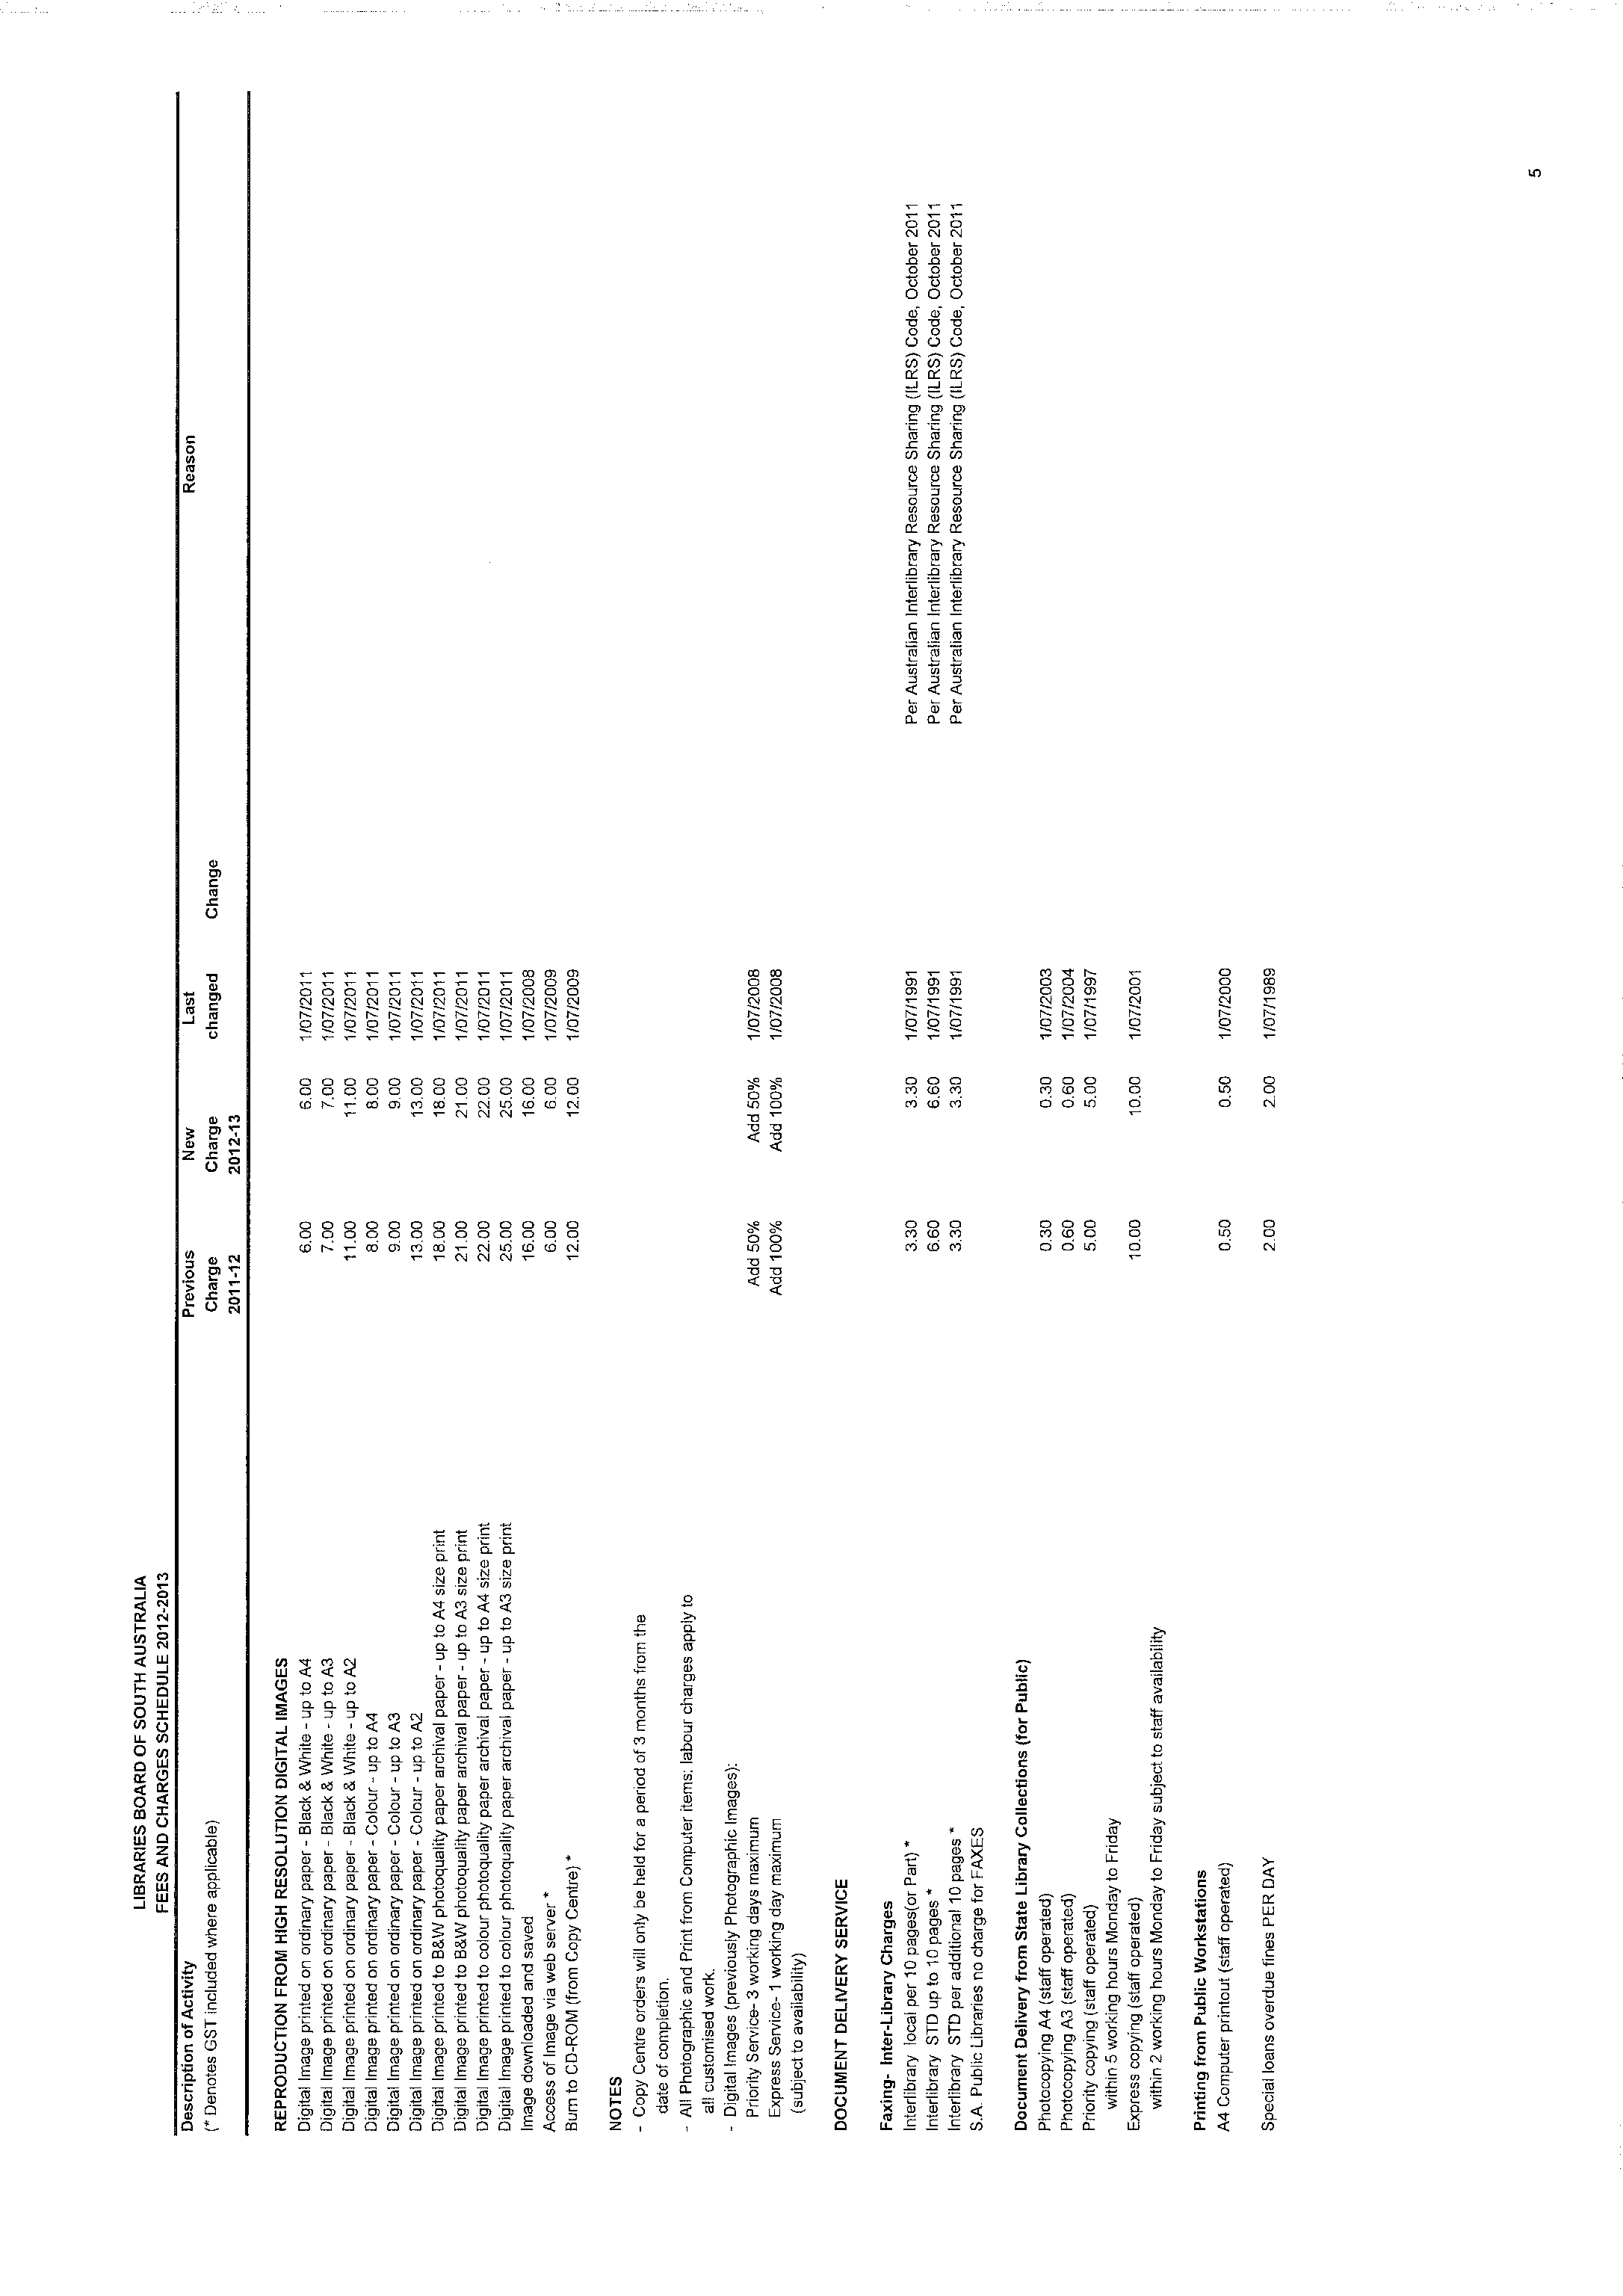 LIBRARIES BOARD OF SOUTH AUSTRALIA
FEES AND CHARGES SCHEDULE 2012-2013
Description of Activity Previous New Last Reason
(* Denotes GST included where applicable) Charge Charge changed Change
2011-12 2012-13
REPRODUCTION FROM HIGH RESOLUTION DIGITAL IMAGES
Digital Image printed on ordinary paper - Black & White - up to A4 6.00 6.00 1/07/2011
Digital Image printed on ordinary paper - Black & White - up to A3 7.00 7.00 1/07/2011
Digital Image printed on ordinary paper - Black & White - up to A2 11.00 11.00 1/07/2011
Digital Image printed on ordinary paper - Colour - up to A4 8.00 8.00 1/07/2011
Digital Image printed on ordinary paper - Colour - up to A3 9.00 9.00 1/07/2011
Digital Image printed on ordinary paper - Colour - up to A2 13.00 13.00 1/07/2011
Digital Image printed to B&W photoquality paper archival paper - up to A4 size print 18.00 18.00 1/07/2011
Digital Image printed to B&W photoquality paper archival paper - up to A3 size print 21.00 21.00 1/07/2011
Digital Image printed to colour photoquality paper archival paper - up to A4 size print 22.00 22.00 1/07/2011
Digital Image printed to colour photoquality paper archival paper - up to A3 size print 25.00 25.00 1/07/2011
Image downloaded and saved 16.00 16.00 1/07/2008
Access of Image via web server * 6.00 6.00 1/07/2009
Burn to CD-ROM (from Copy Centre) * 12.00 12.00 1/07/2009
NOTES
- Copy Centre orders will only be held for a period of 3 months from the
date of completion.
- All Photographic and Print from Computer items; labour charges apply to
all customised work.
- Digital Images (previously Photographic Images):
Priority Service- 3 working days maximum Add 50% Add 50% 1/07/2008
Express Service- 1 working day maximum Add 100% Add 100% 1/07/2008
(subject to availability)
DOCUMENT DELIVERY SERVICE
Faxing- Inter-Library Charges
Interlibrary local per 10 pages(or Part) * 3.30 3.30 1/07/1991 Per Australian Interlibrary Resource Sharing (ILRS) Code, October 2011
Interlibrary STD up to 10 pages * 6.60 6.60 1/07/1991 Per Australian Interlibrary Resource Sharing (ILRS) Code, October 2011
Interlibrary STD per additional 10 pages * 3.30 3.30 1/07/1991 Per Australian Interlibrary Resource Sharing (ILRS) Code, October 2011
S.A. Public Libraries no charge for FAXES
Document Delivery from State Library Collections (for Public)
Photocopying A4 (staff operated) 0.30 0.30 1/07/2003
Photocopying A3 (staff operated) 0.60 0.60 1/07/2004
Priority copying (staff operated) 5.00 5.00 1/07/1997
within 5 working hours Monday to Friday
Express copying (staff operated) 10.00 10.00 1/07/2001
within 2 working hours Monday to Friday subject to staff availability
Printing from Public Workstations
A4 Computer printout (staff operated) 0.50 0.50 1/07/2000
Special loans overdue fines PER DAY 2.00 2.00 1/07/1989
5